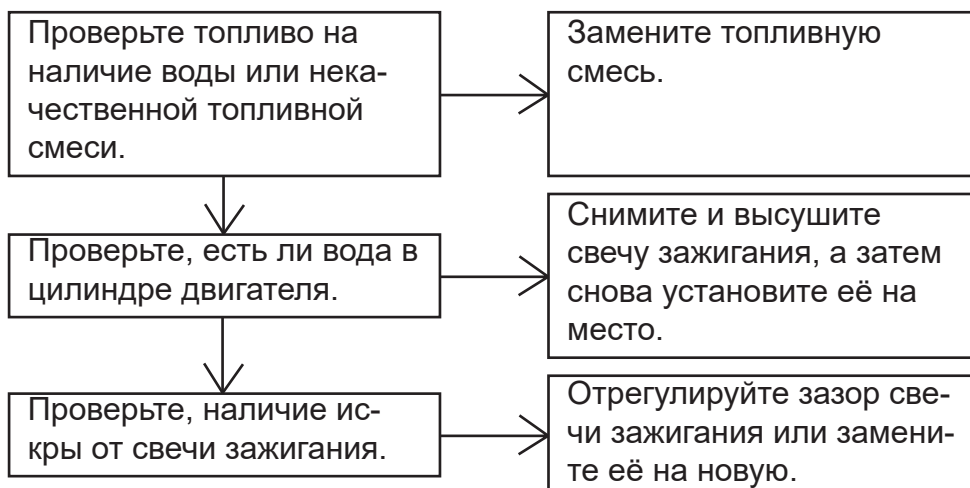 Проверьте топливо на
наличие воды или нека-
чественной топливной
смеси.
Замените топливную
смесь.
Проверьте, есть ли вода в
цилиндре двигателя.
Снимите и высушите
свечу зажигания, а затем
снова установите её на
место.
Проверьте, наличие ис-
кры от свечи зажигания.
Отрегулируйте зазор све-
чи зажигания или замени-
те её на новую.